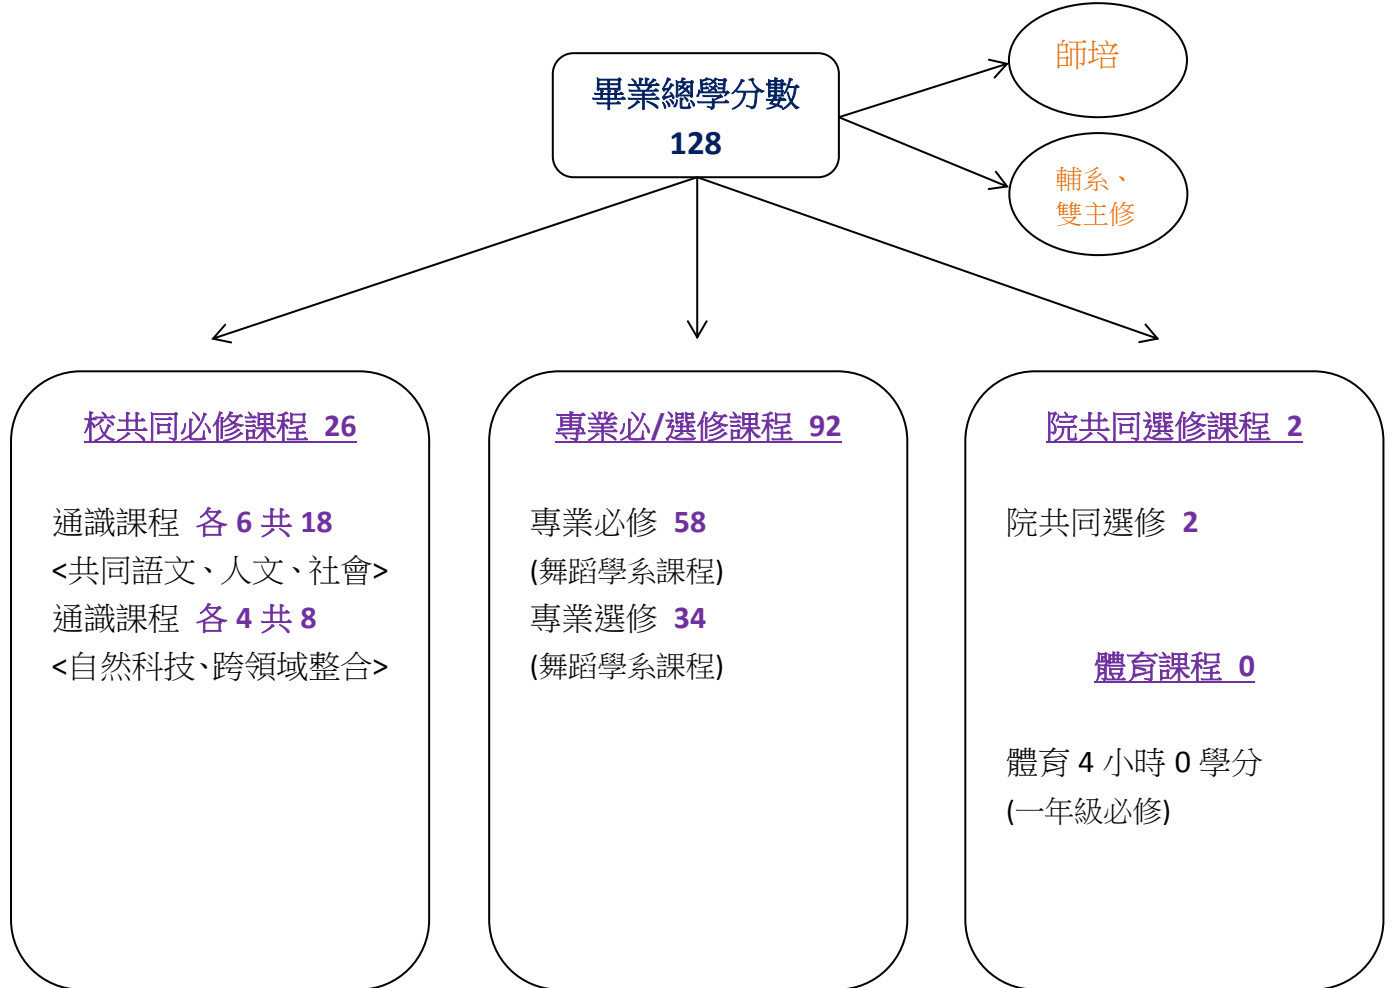 師培
畢業總學分數
128
輔系、
雙主修
校共同必修課程 26
通識課程 各 6 共 18
<共同語文、人文、社會>
通識課程 各 4 共 8
<自然科技、跨領域整合>
專業必/選修課程 92
專業必修 58
(舞蹈學系課程)
專業選修 34
(舞蹈學系課程)
院共同選修課程 2
院共同選修 2
體育課程 0
體育 4 小時 0 學分
(一年級必修)